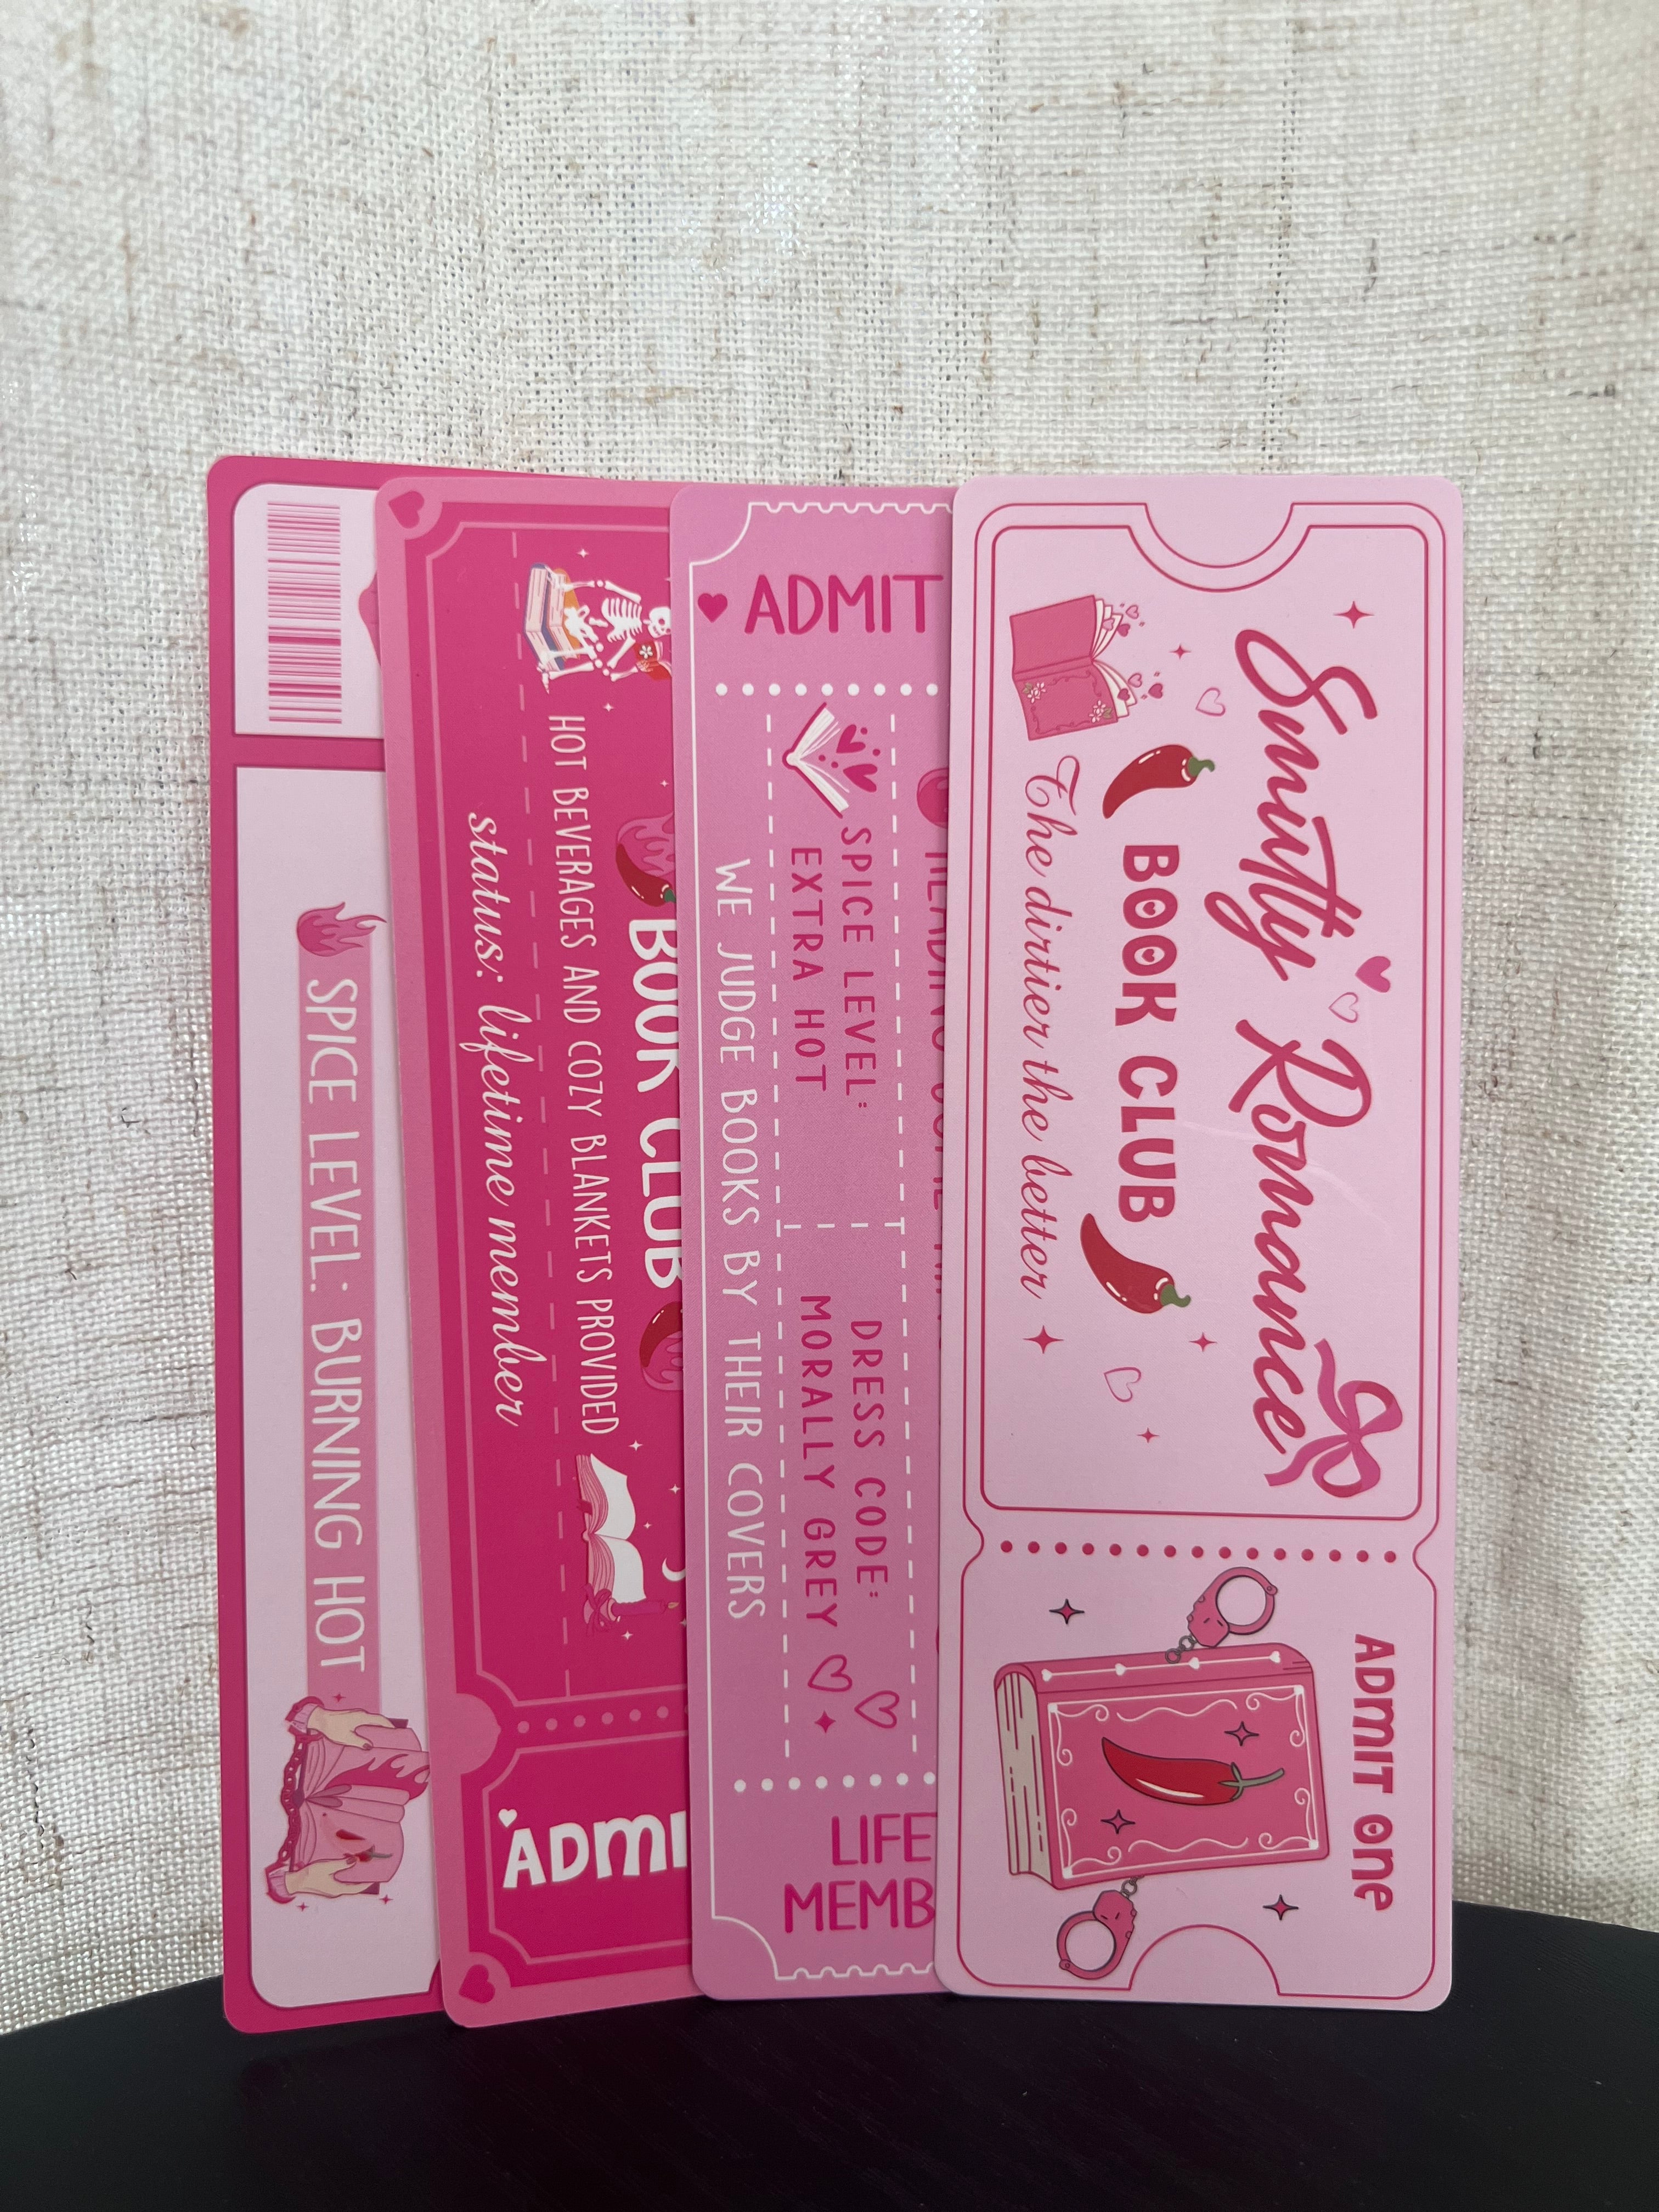 SPICE LEVEL: BURNING HOT
BOOK CLUB
HOT BEVERAGES AND COZY BLANKETS PROVIDED
status: lifetime member
ADMI
ADMIT
SPICE LEVEL:
EXTRA HOT
DRESS CODE:
MORALLY GREY
WE JUDGE BOOKS BY THEIR COVERS
LIFE
MEMB
Smutty Romance
BOOK CLUB
The dirtier the better
ADMIT ONE